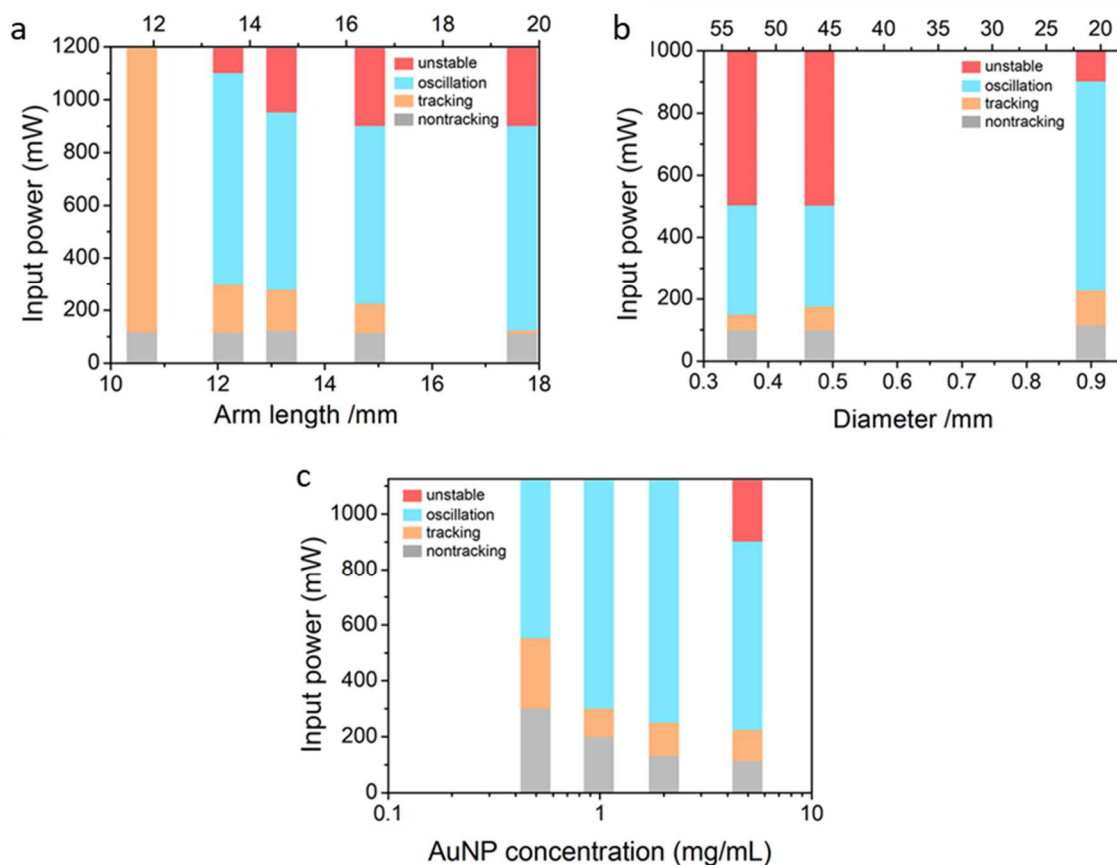 a
12 14 16 18 20
1200
1000
800
600
400
200
0
Input power (mW)
unstable
oscillation
tracking
nontracking
10 12 14 16 18
Arm length /mm
b
55 50 45 40 35 30 25 20
1000
800
600
400
200
0
Input power (mW)
unstable
oscillation
tracking
nontracking
0.3 0.4 0.5 0.6 0.7 0.8 0.9
Diameter /mm
c
1000
800
600
400
200
0
Input power (mW)
unstable
oscillation
tracking
nontracking
0.1 1 10
AuNP concentration (mg/mL)